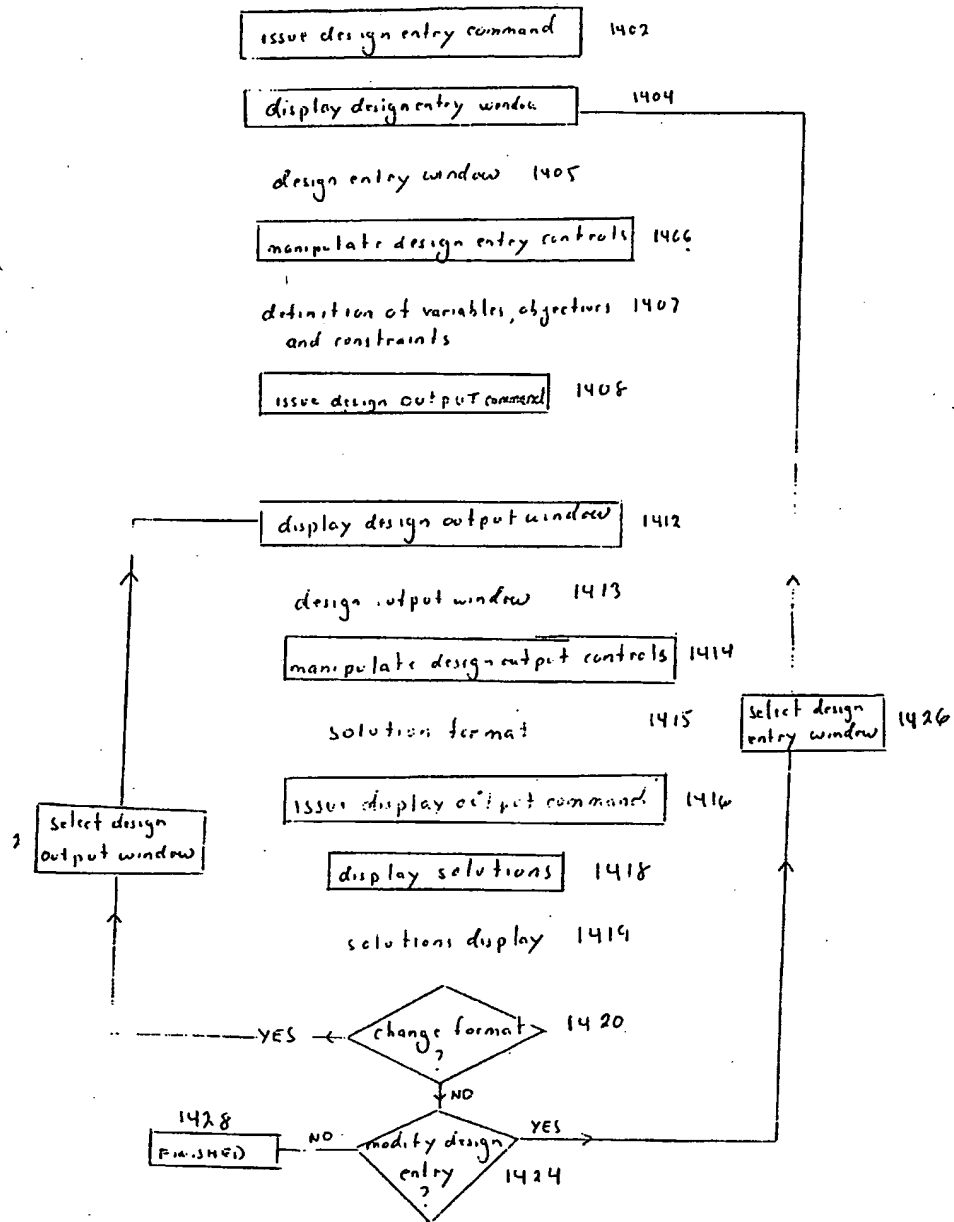 issue design entry command 1402
display design entry window 1404
design entry window 1405
manipulate design entry controls 1406
definition of variables, objectives 1407
and constraints
issue design output command 1408
display design output window 1412
design output window 1413
manipulate design output controls 1414
solution format 1415
select design
entry window 1426
issue display output command 1416
2
select design
output window
display solutions 1418
solutions display 1419
YES
change format 1420
?
NO
1428
FINISHED
NO
modify design
entry
?
1424
YES